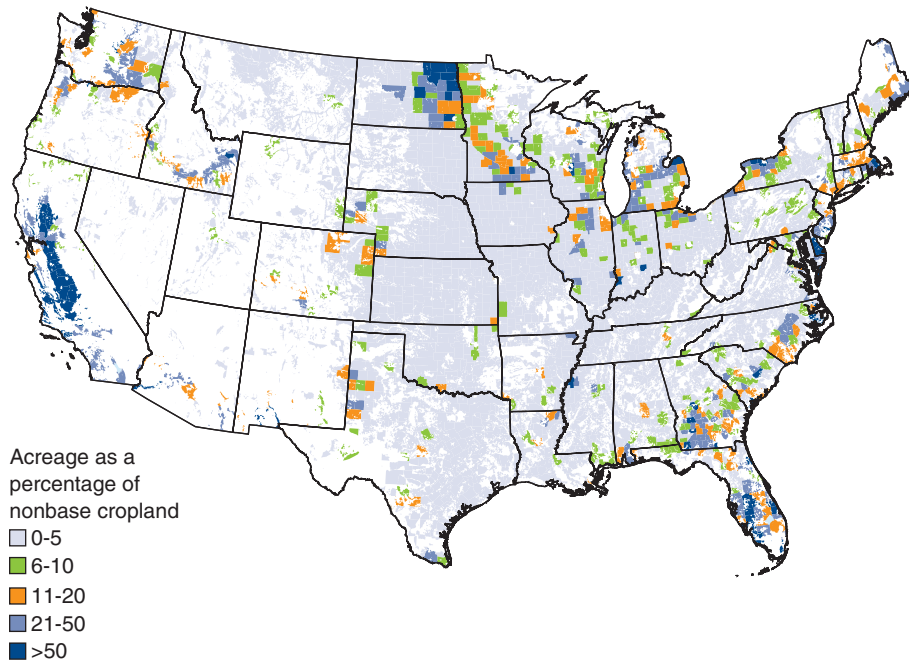 Acreage as a
percentage of
nonbase cropland
0-5
6-10
11-20
21-50
>50